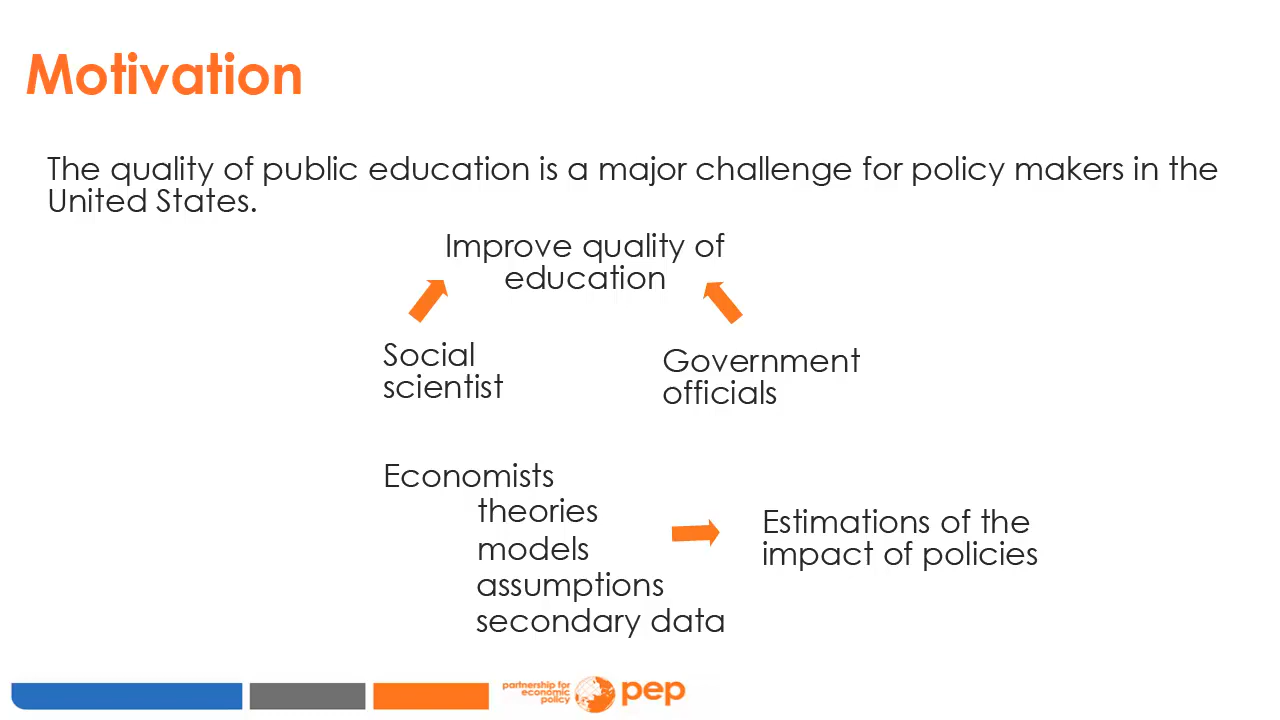 Motivation
The quality of public education is a major challenge for policy makers in the
United States.
Improve quality of
education
Social
scientist
Government
officials
Economists
theories
models
assumptions
secondary data
Estimations of the
impact of policies
partnership for
economic
policy
pep